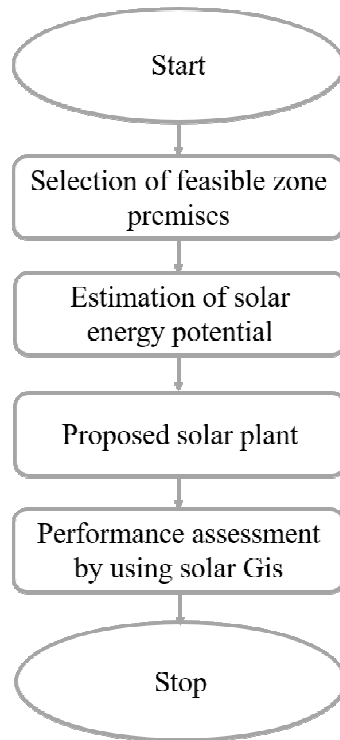 Start
Selection of feasible zone
premises
Estimation of solar
energy potential
Proposed solar plant
Performance assessment
by using solar Gis
Stop